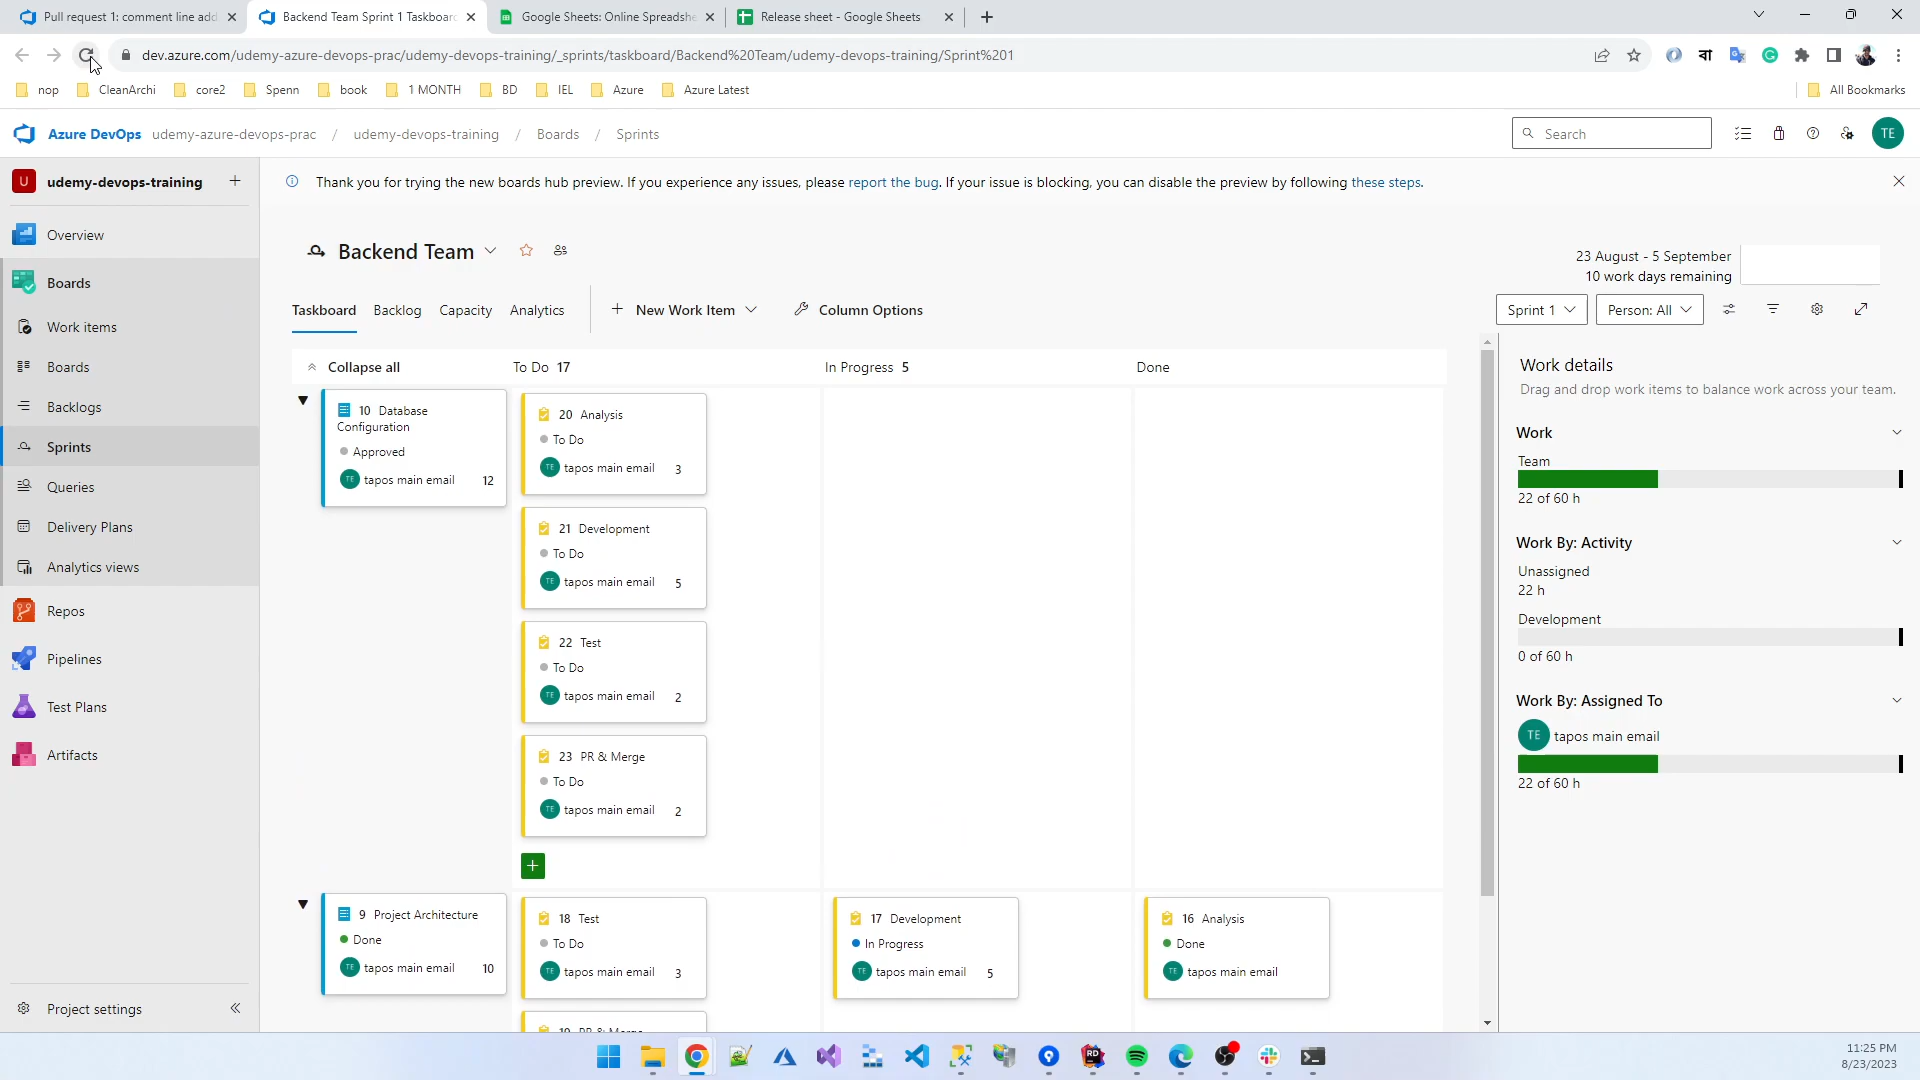 Pull request 1: comment line add
Backend Team Sprint 1 Taskboard
Google Sheets: Online Spreadshe
Release sheet - Google Sheets
dev.azure.com/udemy-azure-devops-prac/udemy-devops-training/_sprints/taskboard/Backend%20Team/udemy-devops-training/Sprint%201
nop
CleanArchi
core2
Spenn
book
1 MONTH
BD
IEL
Azure
Azure Latest
All Bookmarks
Azure DevOps udemy-azure-devops-prac / udemy-devops-training / Boards / Sprints
Search
TE
U udemy-devops-training
Thank you for trying the new boards hub preview. If you experience any issues, please report the bug. If your issue is blocking, you can disable the preview by following these steps.
Overview
Boards
Work items
Boards
Backlogs
Sprints
Queries
Delivery Plans
Analytics views
Repos
Pipelines
Test Plans
Artifacts
Project settings
Backend Team
23 August - 5 September
10 work days remaining
Taskboard
Backlog
Capacity
Analytics
New Work Item
Column Options
Sprint 1
Person: All
Collapse all
To Do 17
In Progress 5
Done
10 Database
Configuration
Approved
TE tapos main email 12
20 Analysis
To Do
TE tapos main email 3
21 Development
To Do
TE tapos main email 5
22 Test
To Do
TE tapos main email 2
23 PR & Merge
To Do
TE tapos main email 2
9 Project Architecture
Done
TE tapos main email 10
18 Test
To Do
TE tapos main email 3
17 Development
In Progress
TE tapos main email 5
16 Analysis
Done
TE tapos main email
19 PR & Merge
Work details
Drag and drop work items to balance work across your team.
Work
Team
22 of 60 h
Work By: Activity
Unassigned
22 h
Development
0 of 60 h
Work By: Assigned To
TE tapos main email
22 of 60 h
11:25 PM
8/23/2023